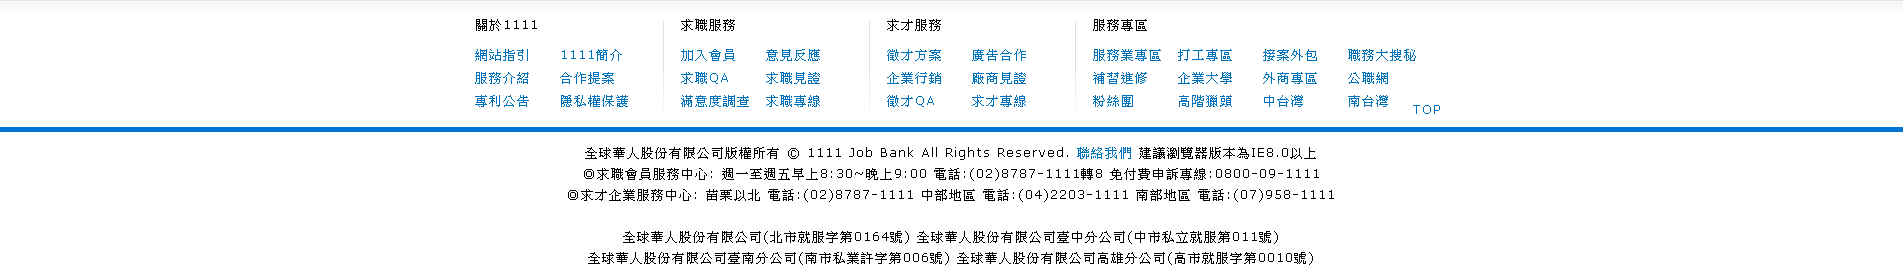 關於1111 求職服務 求才服務 服務專區
網站指引 1111簡介 加入會員 意見反應 徵才方案 廣告合作 服務業專區 打工專區 接案外包 職務大搜秘
服務介紹 合作提案 求職QA 求職見證 企業行銷 廠商見證 補習進修 企業大學 外商專區 公職網
專利公告 隱私權保護 滿意度調查 求職專線 徵才QA 求才專線 粉絲團 高階獵頭 中台灣 南台灣
TOP
全球華人股份有限公司版權所有 © 1111 Job Bank All Rights Reserved. 聯絡我們 建議瀏覽器版本為IE8.0以上
◎求職會員服務中心: 週一至週五早上8:30~晚上9:00 電話:(02)8787-1111轉8 免付費申訴專線:0800-09-1111
◎求才企業服務中心: 苗栗以北 電話:(02)8787-1111 中部地區 電話:(04)2203-1111 南部地區 電話:(07)958-1111
全球華人股份有限公司(北市就服字第0164號) 全球華人股份有限公司臺中分公司(中市私立就服第011號)
全球華人股份有限公司臺南分公司(南市私業許字第006號) 全球華人股份有限公司高雄分公司(高市就服字第0010號)